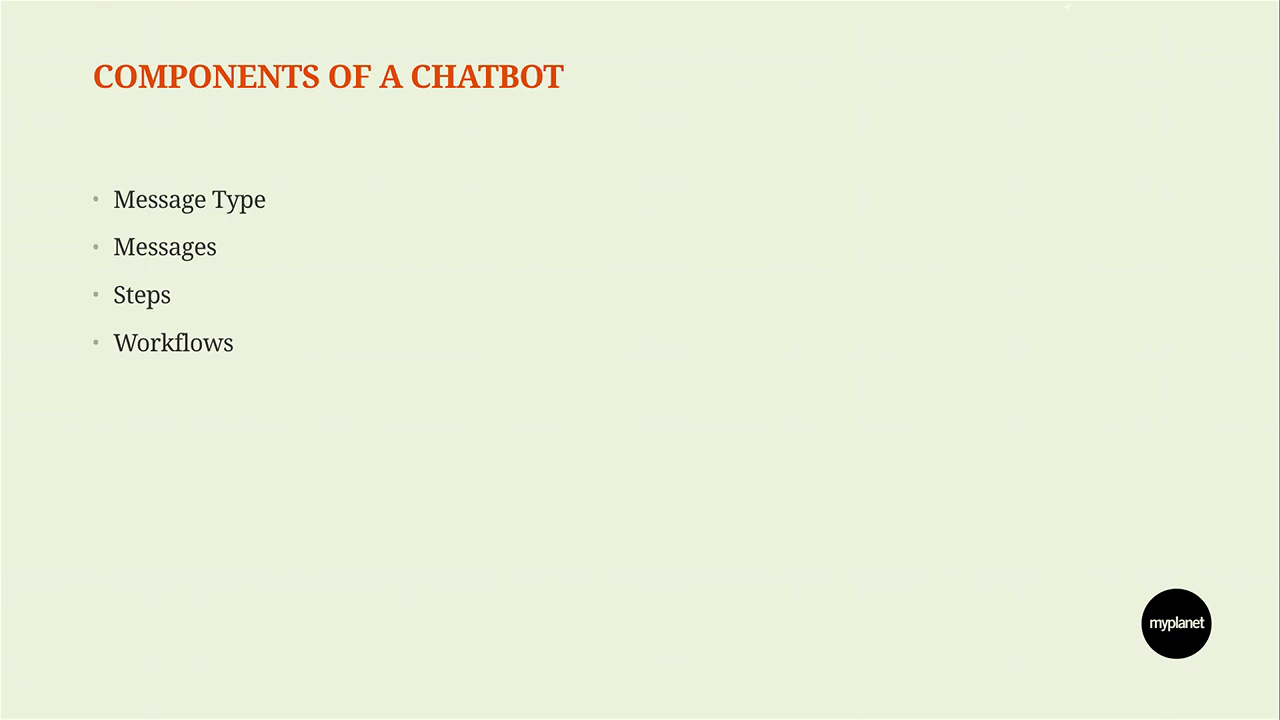 COMPONENTS OF A CHATBOT
• Message Type
• Messages
• Steps
• Workflows
myplanet